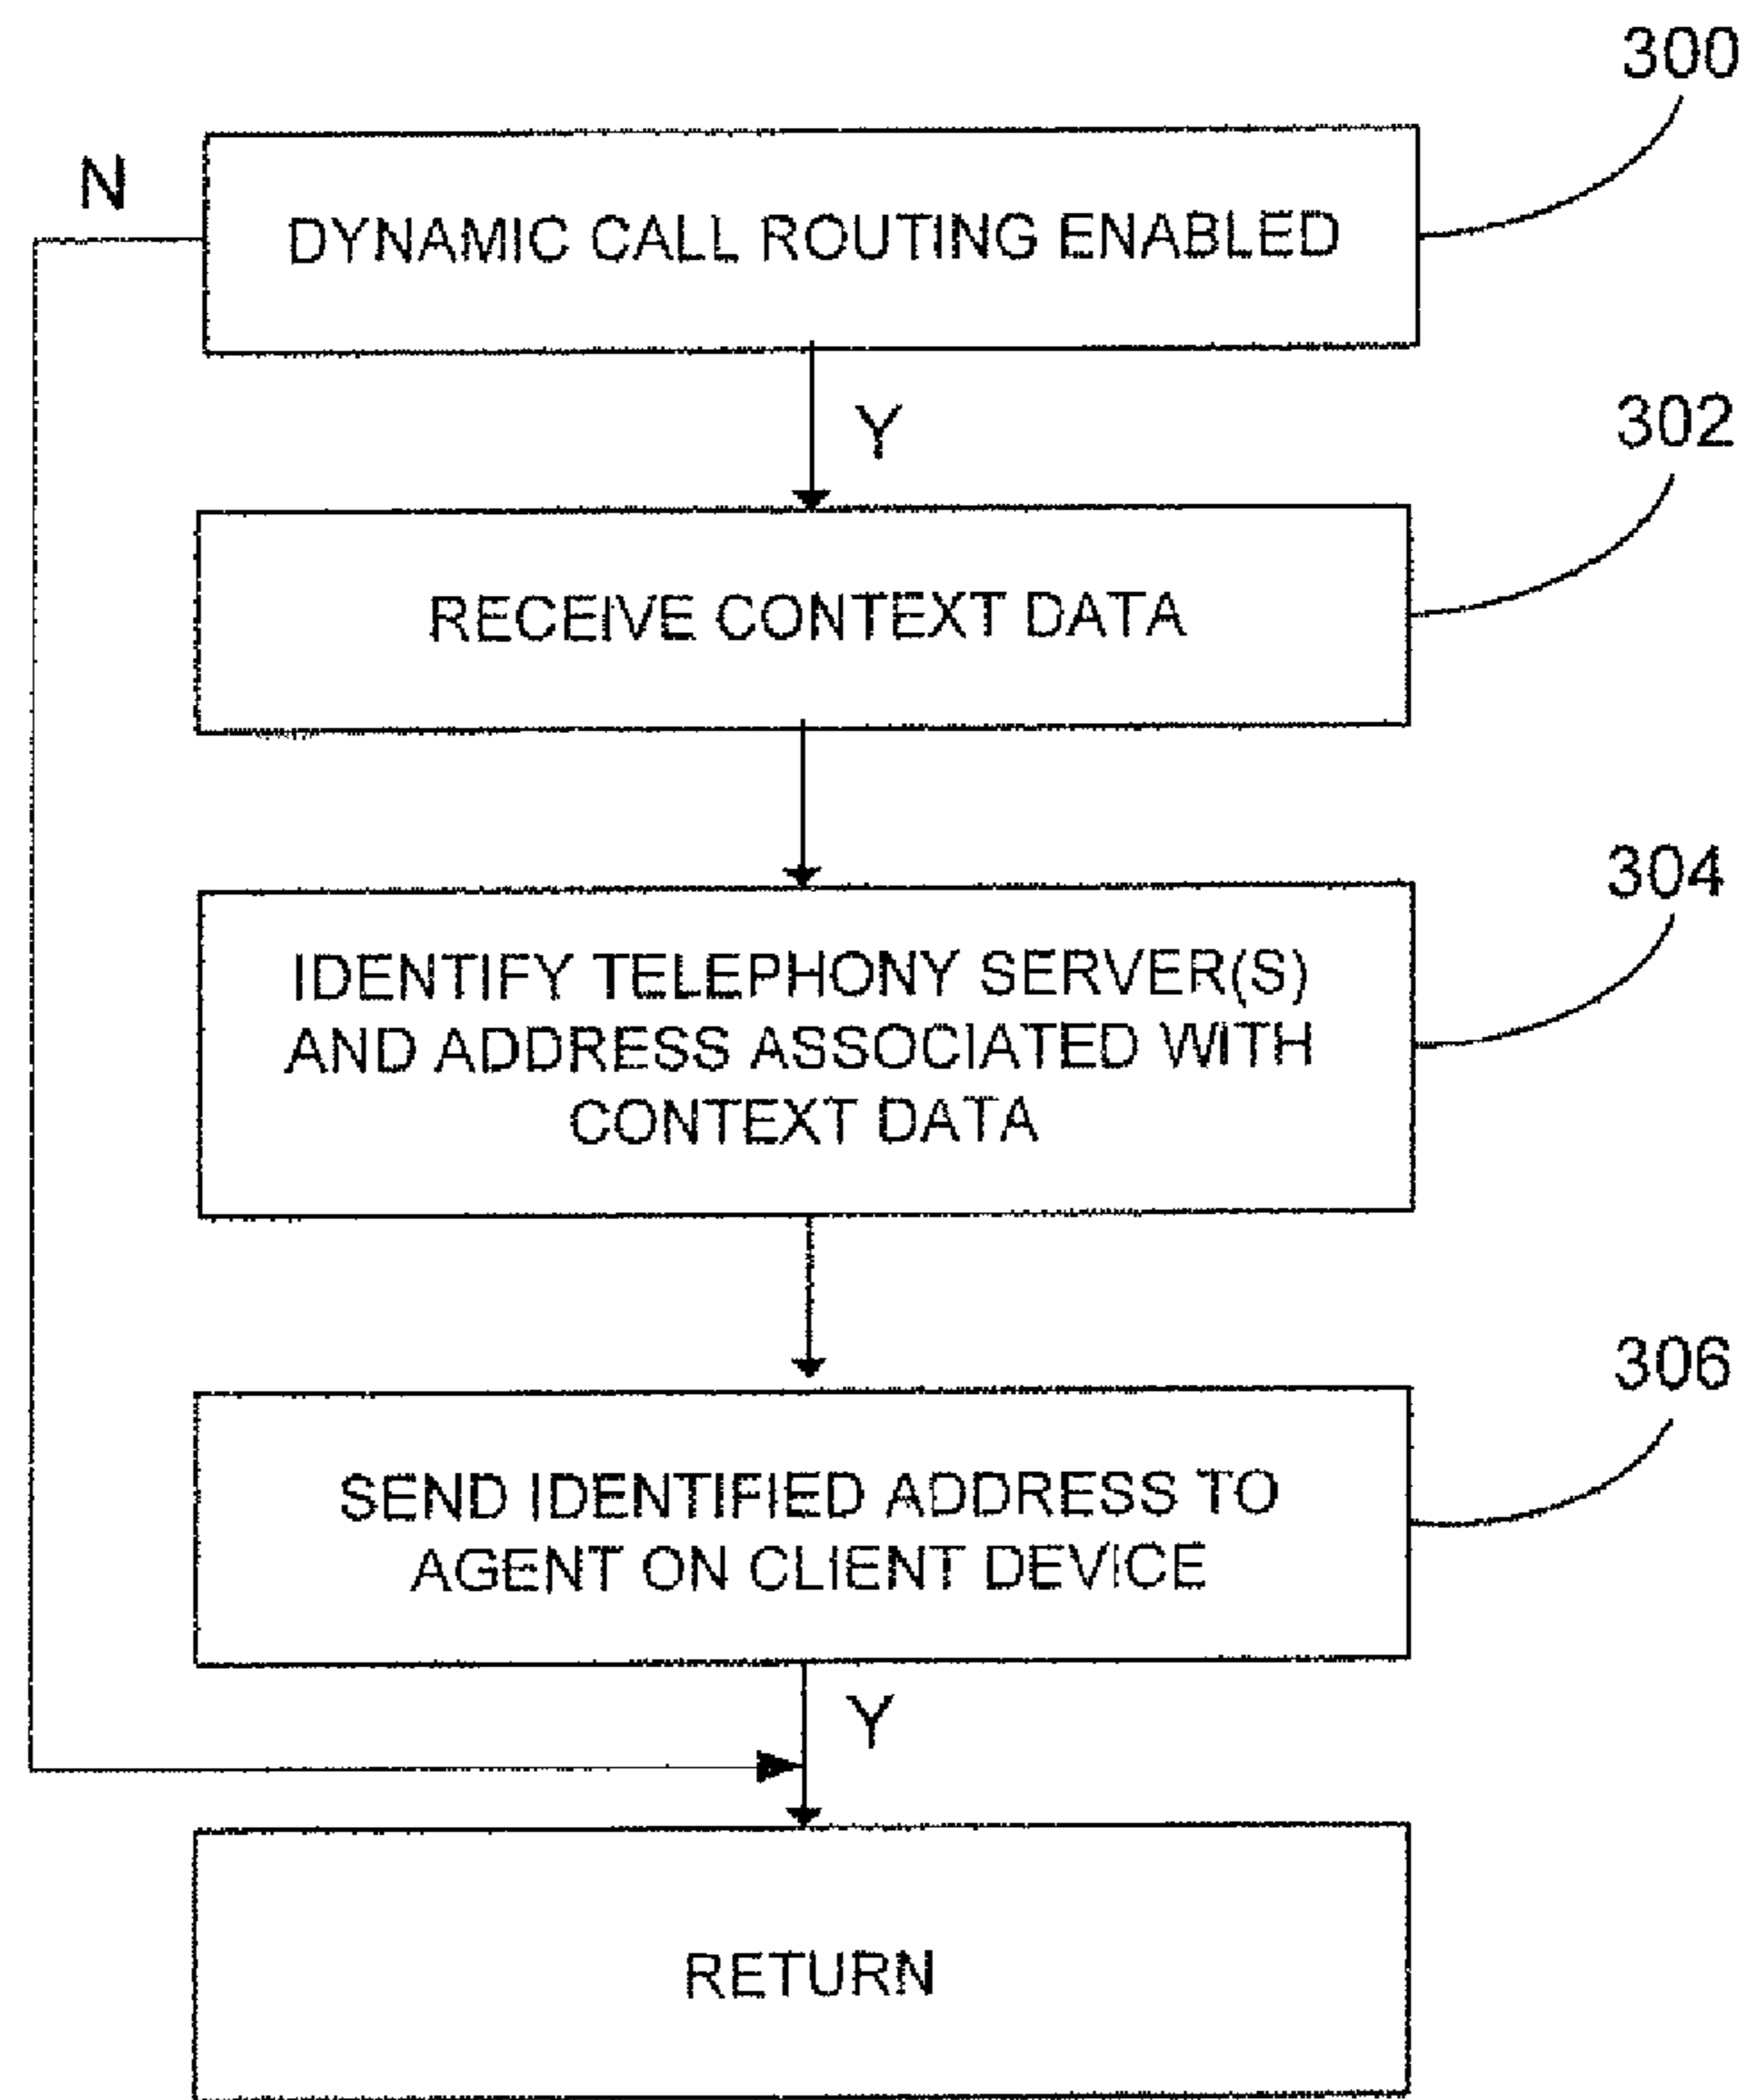 300
N
DYNAMIC CALL ROUTING ENABLED
Y
302
RECEIVE CONTEXT DATA
304
IDENTIFY TELEPHONY SERVER(S)
AND ADDRESS ASSOCIATED WITH
CONTEXT DATA
306
SEND IDENTIFIED ADDRESS TO
AGENT ON CLIENT DEVICE
Y
RETURN